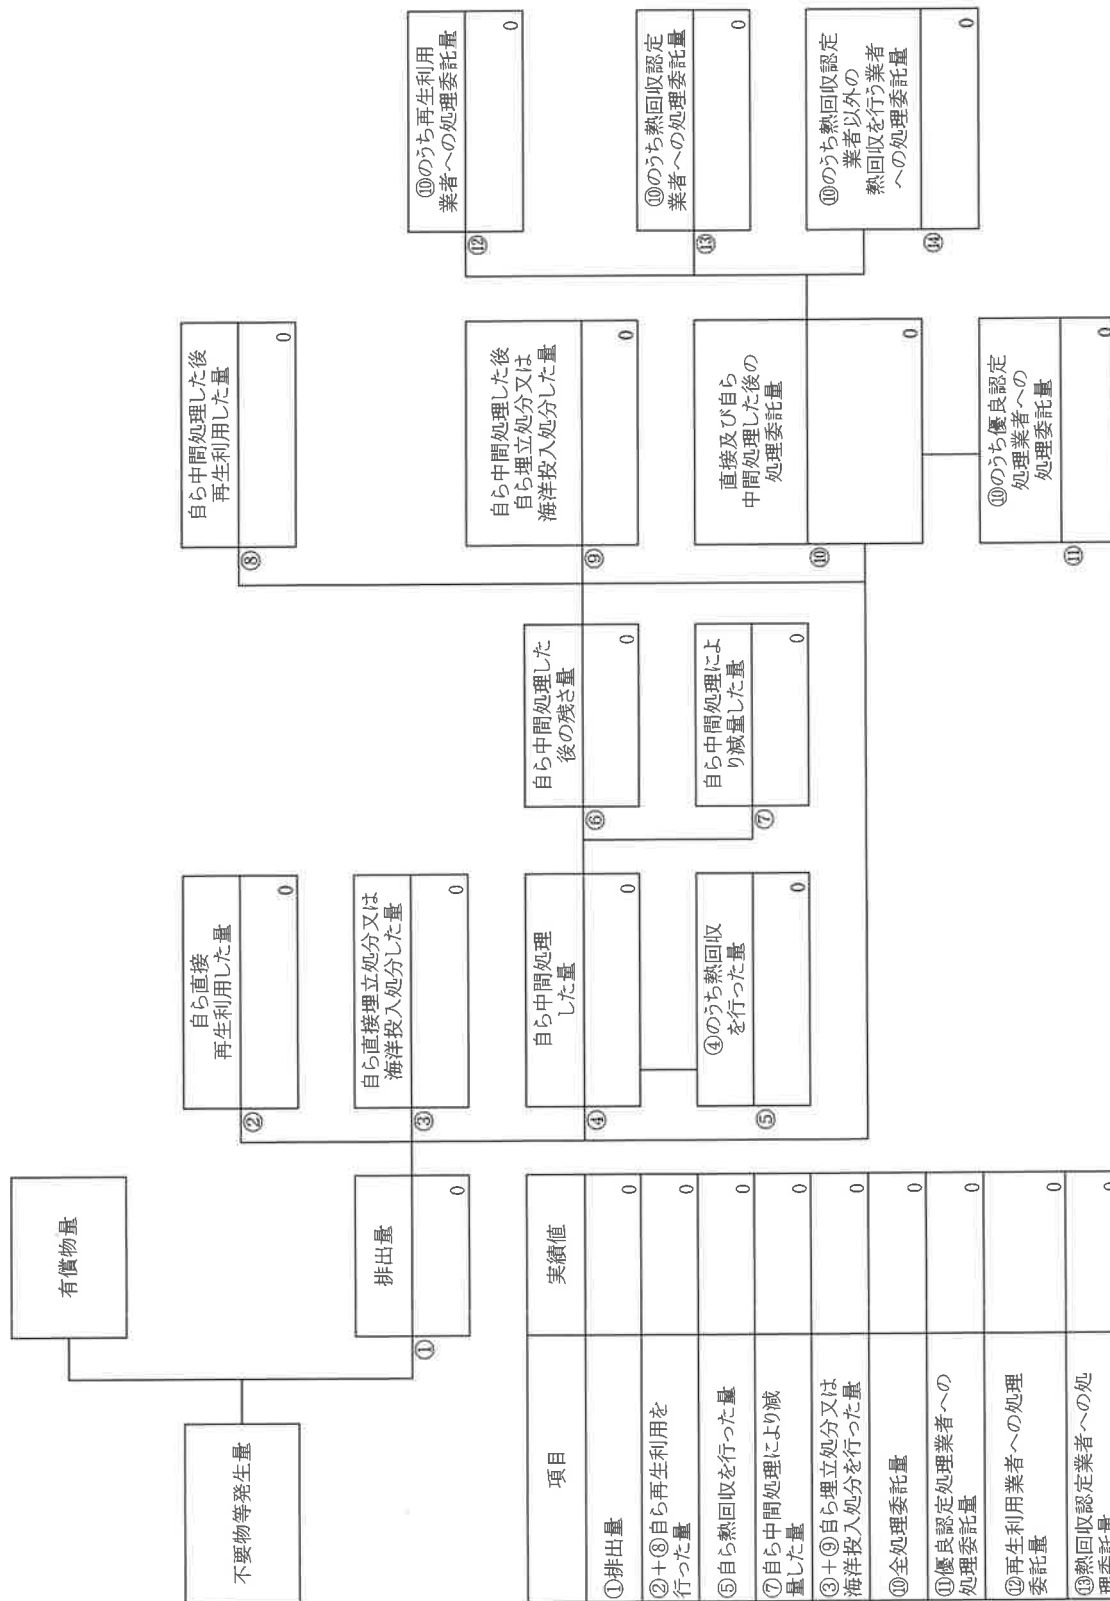 不要物等発生量
有償物量
①
排出量
0
②
自ら直接
再生利用した量
0
③
自ら直接埋立処分又は
海洋投入処分した量
0
④
自ら中間処理
した量
0
⑤
④のうち熱回収
を行った量
0
⑥
自ら中間処理した
後の残さ量
0
⑦
自ら中間処理によ
り減量した量
0
⑧
自ら中間処理した後
再生利用した量
0
⑨
自ら中間処理した後
自ら埋立処分又は
海洋投入処分した量
0
⑩
直接及び自ら
中間処理した後の
処理委託量
0
⑪
⑩のうち優良認定
処理業者への
処理委託量
0
⑫
⑩のうち再生利用
業者への処理委託量
0
⑬
⑩のうち熱回収認定
業者への処理委託量
0
⑭
⑩のうち熱回収認定
業者以外の
熱回収を行う業者
への処理委託量
0
項目
実績値
①排出量
0
②+⑧自ら再生利用を
行った量
0
⑤自ら熱回収を行った量
0
⑦自ら中間処理により減
量した量
0
③+⑨自ら埋立処分又は
海洋投入処分を行った量
0
⑩全処理委託量
0
⑪優良認定処理業者への
処理委託量
0
⑫再生利用業者への処理
委託量
0
⑬熱回収認定業者への処
理委託量
0